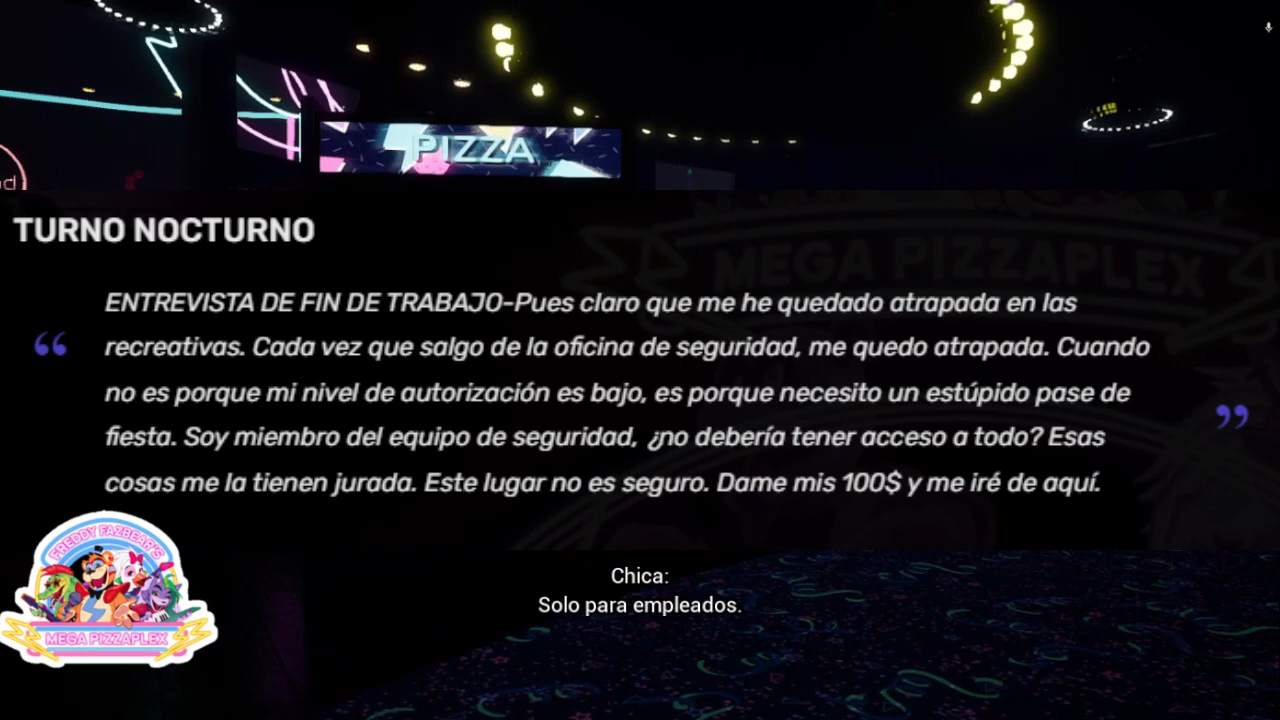 PIZZA
MEGA PIZZAPLEX
TURNO NOCTURNO
“ ENTREVISTA DE FIN DE TRABAJO-Pues claro que me he quedado atrapada en las
recreativas. Cada vez que salgo de la oficina de seguridad, me quedo atrapada. Cuando
no es porque mi nivel de autorización es bajo, es porque necesito un estúpido pase de
fiesta. Soy miembro del equipo de seguridad, ¿no debería tener acceso a todo? Esas
cosas me la tienen jurada. Este lugar no es seguro. Dame mis 100$ y me iré de aquí. ”
FREDDY FAZBEAR'S
MEGA PIZZAPLEX
Chica:
Solo para empleados.